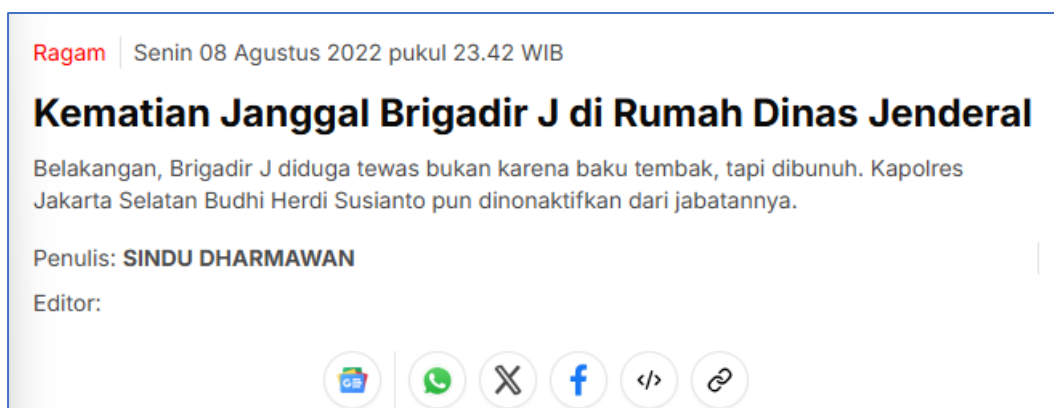 Ragam Senin 08 Agustus 2022 pukul 23.42 WIB
Kematian Janggal Brigadir J di Rumah Dinas Jenderal
Belakangan, Brigadir J diduga tewas bukan karena baku tembak, tapi dibunuh. Kapolres
Jakarta Selatan Budhi Herdi Susianto pun dinonaktifkan dari jabatannya.
Penulis: SINDU DHARMAWAN
Editor: